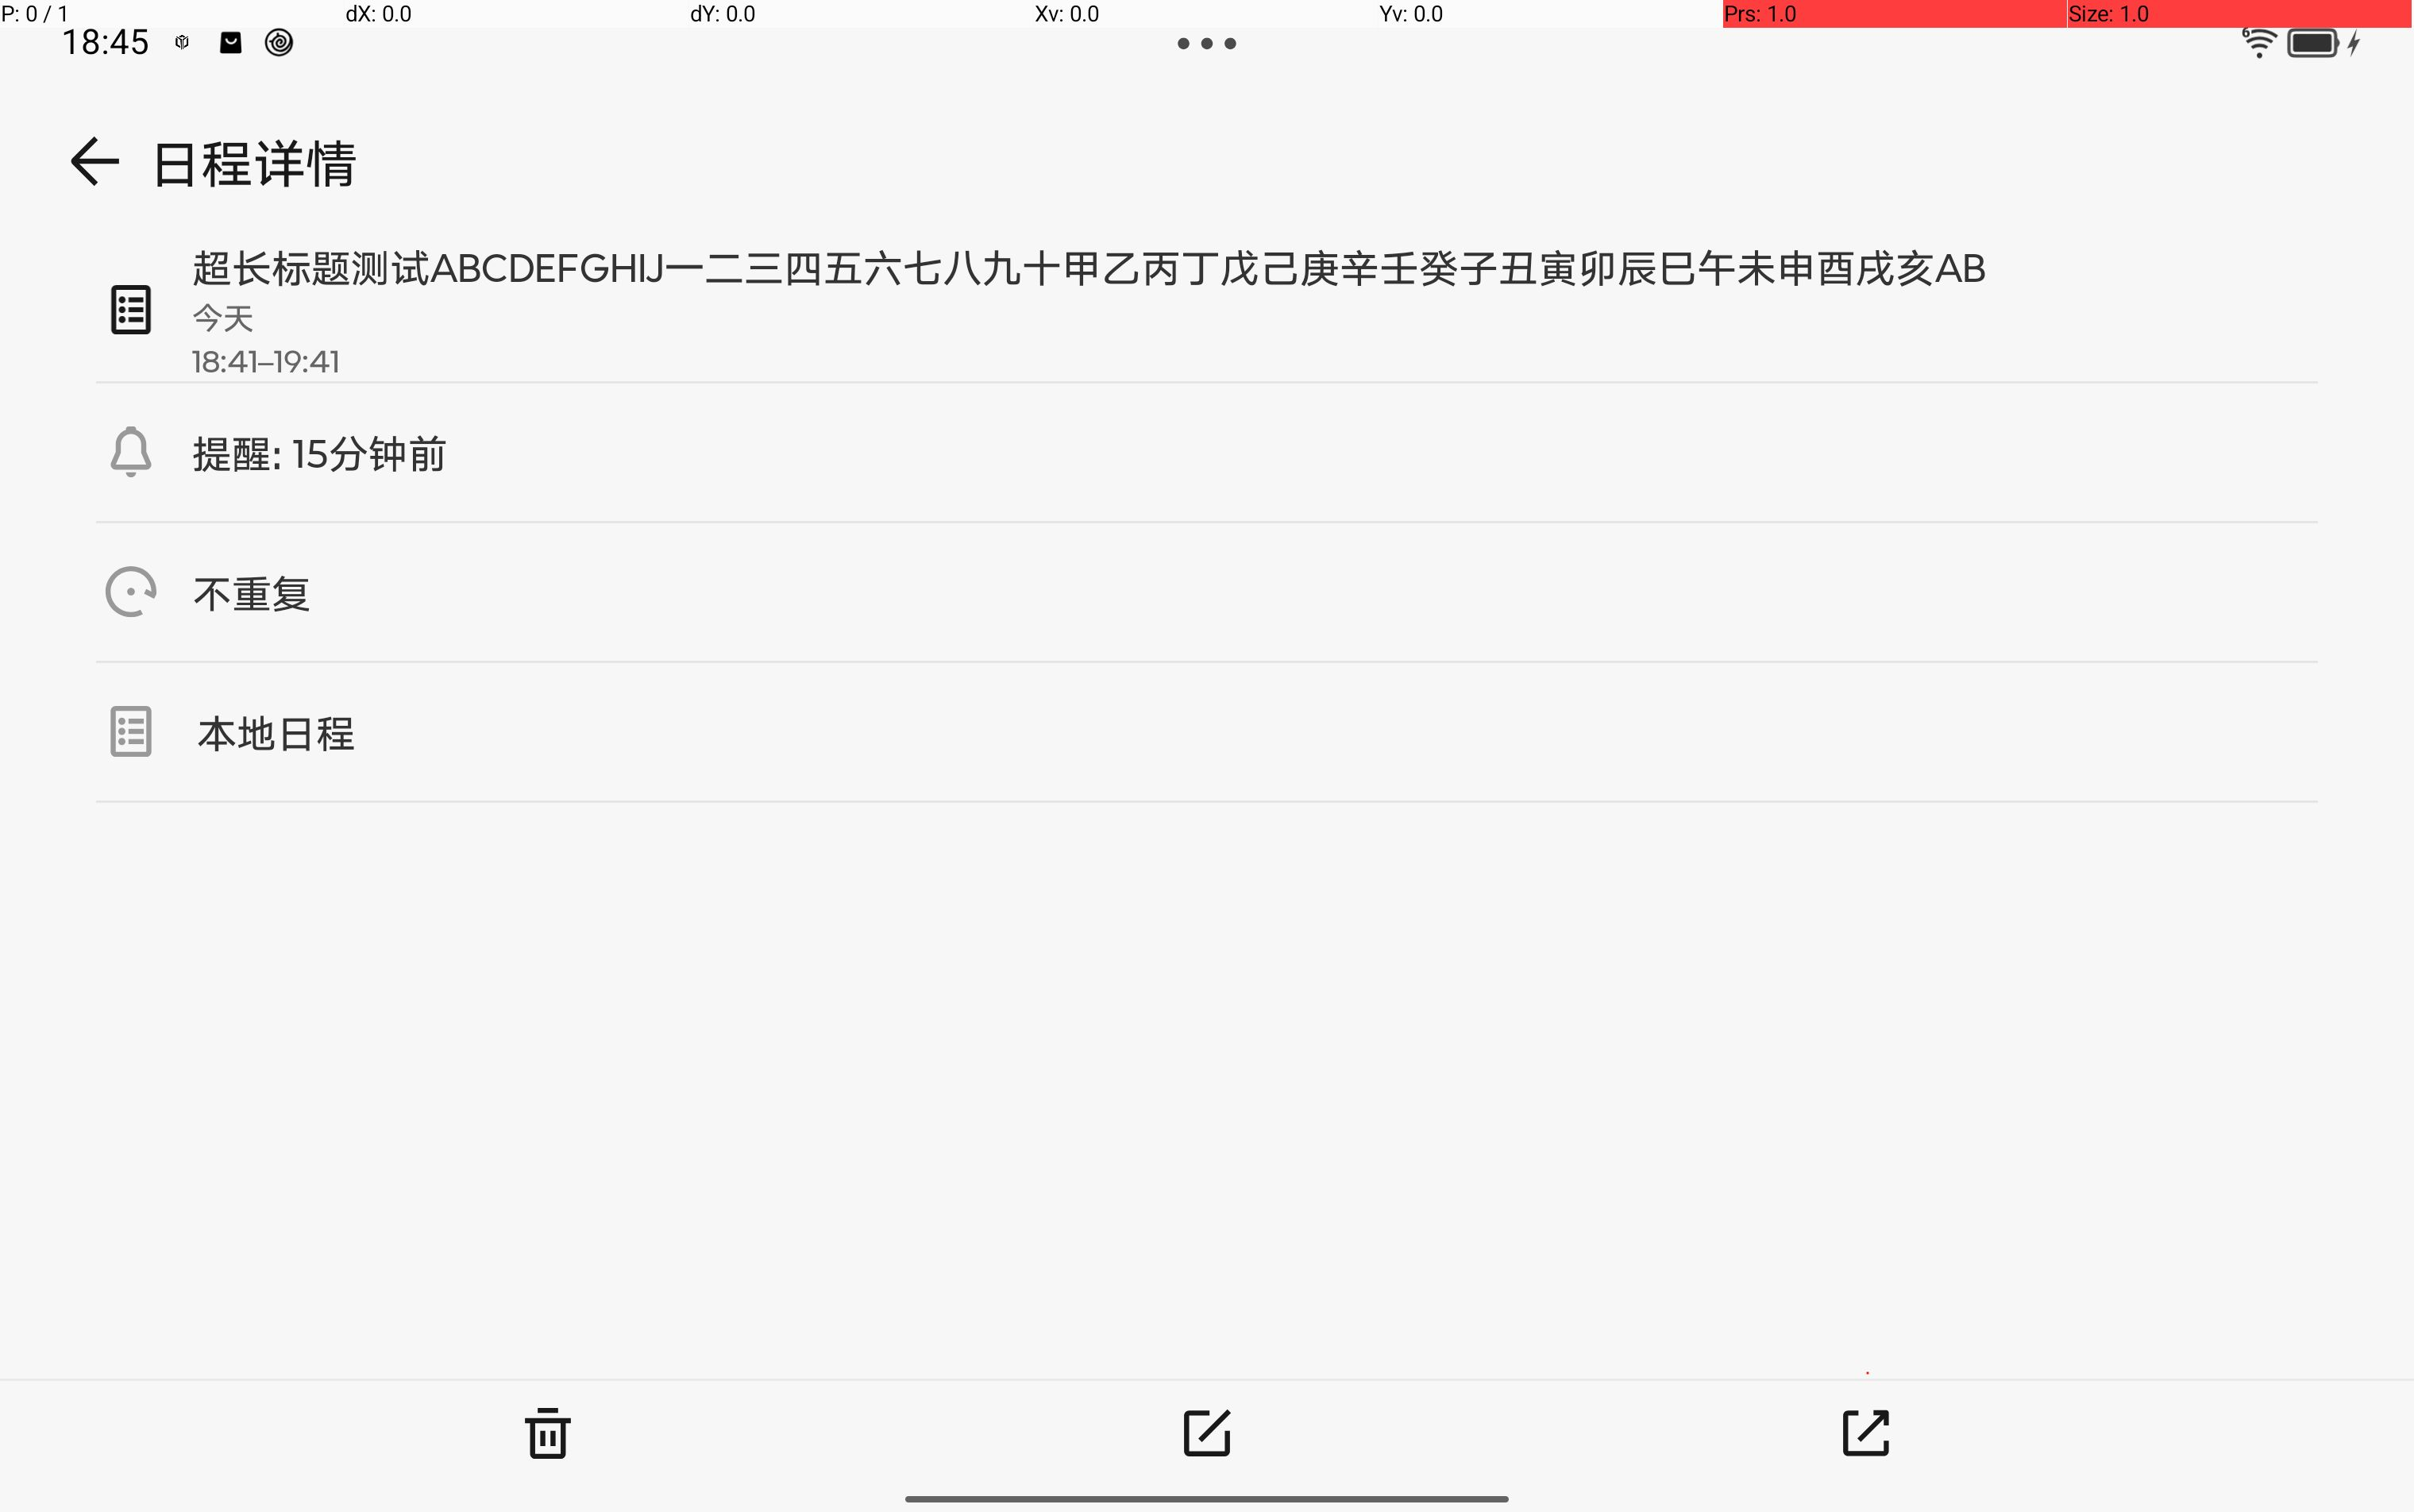 P: 0 / 1 dX: 0.0 dY: 0.0 Xv: 0.0 Yv: 0.0 Prs: 1.0 Size: 1.0
18:45 6
日程详情
超长标题测试ABCDEFGHIJ一二三四五六七八九十甲乙丙丁戊己庚辛壬癸子丑寅卯辰巳午未申酉戌亥AB
今天
18:41–19:41
提醒: 15分钟前
不重复
本地日程